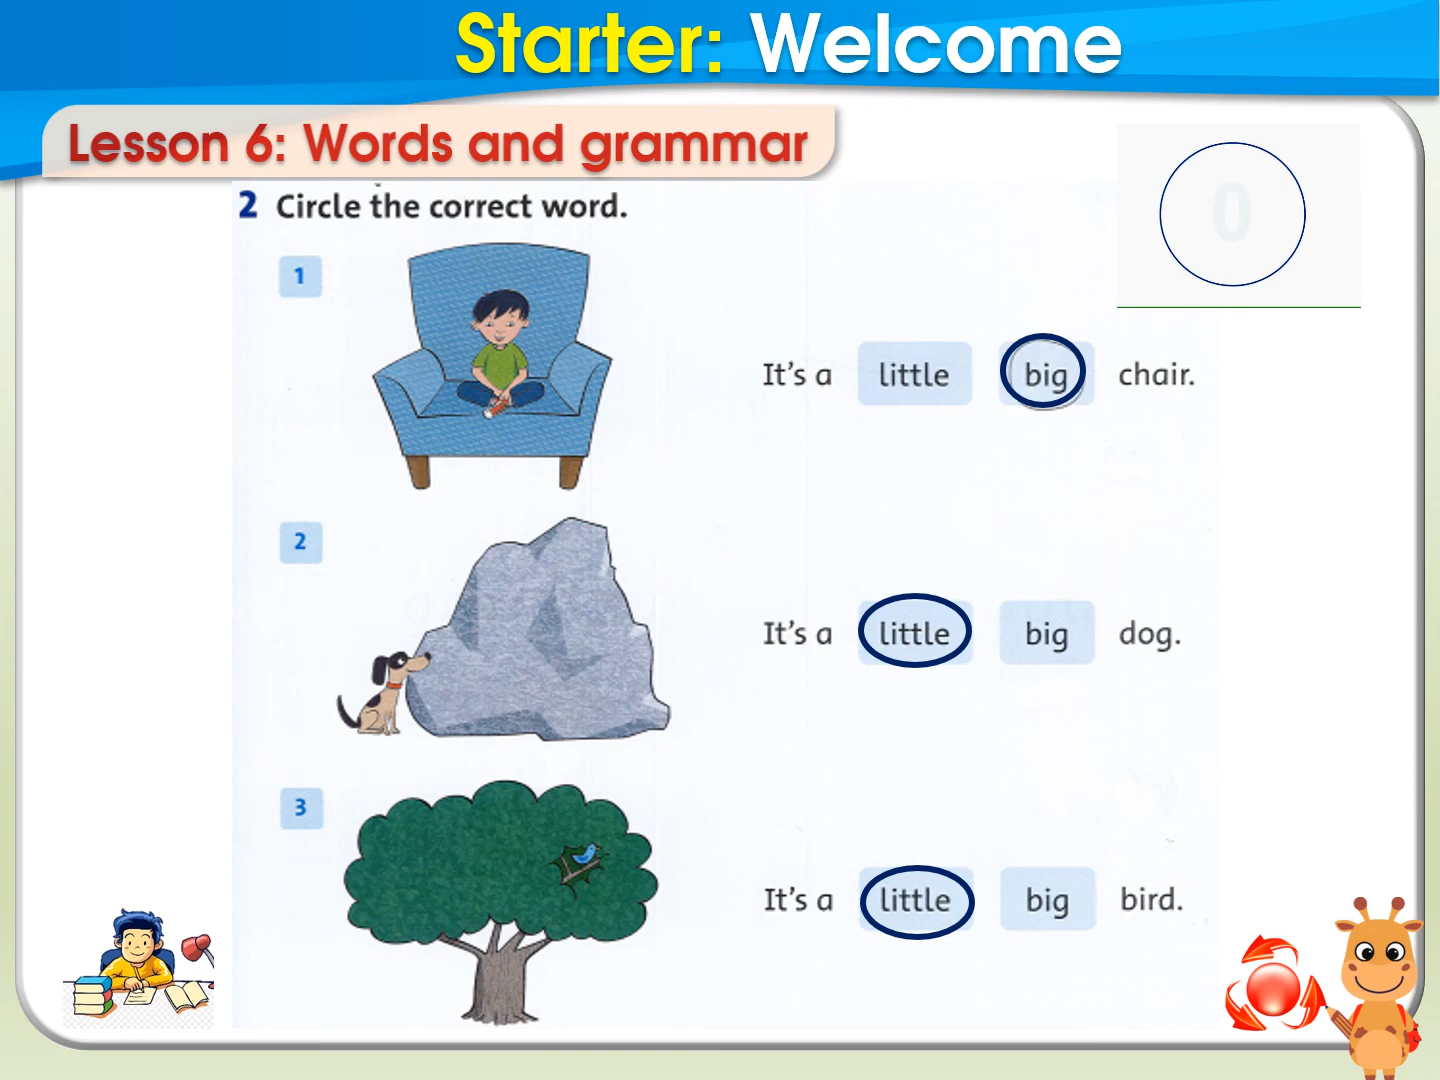 Starter: Welcome
Lesson 6: Words and grammar
0
2 Circle the correct word.
1
It's a little big chair.
2
It's a little big dog.
3
It's a little big bird.